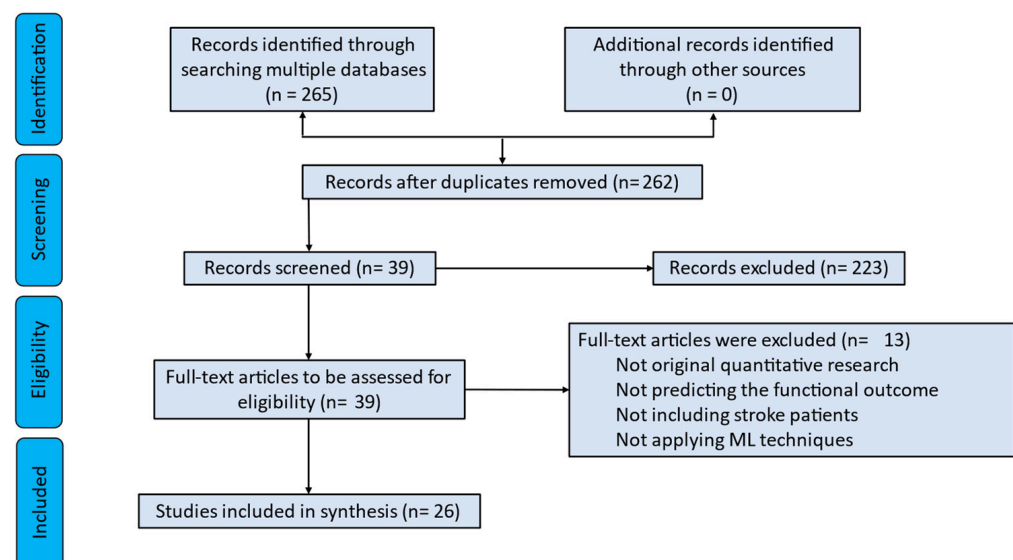 Identification
Records identified through
searching multiple databases
(n = 265)
Additional records identified
through other sources
(n = 0)
Screening
Records after duplicates removed (n= 262)
Records screened (n= 39)
Records excluded (n= 223)
Eligibility
Full-text articles to be assessed for
eligibility (n= 39)
Full-text articles were excluded (n= 13)
Not original quantitative research
Not predicting the functional outcome
Not including stroke patients
Not applying ML techniques
Included
Studies included in synthesis (n= 26)